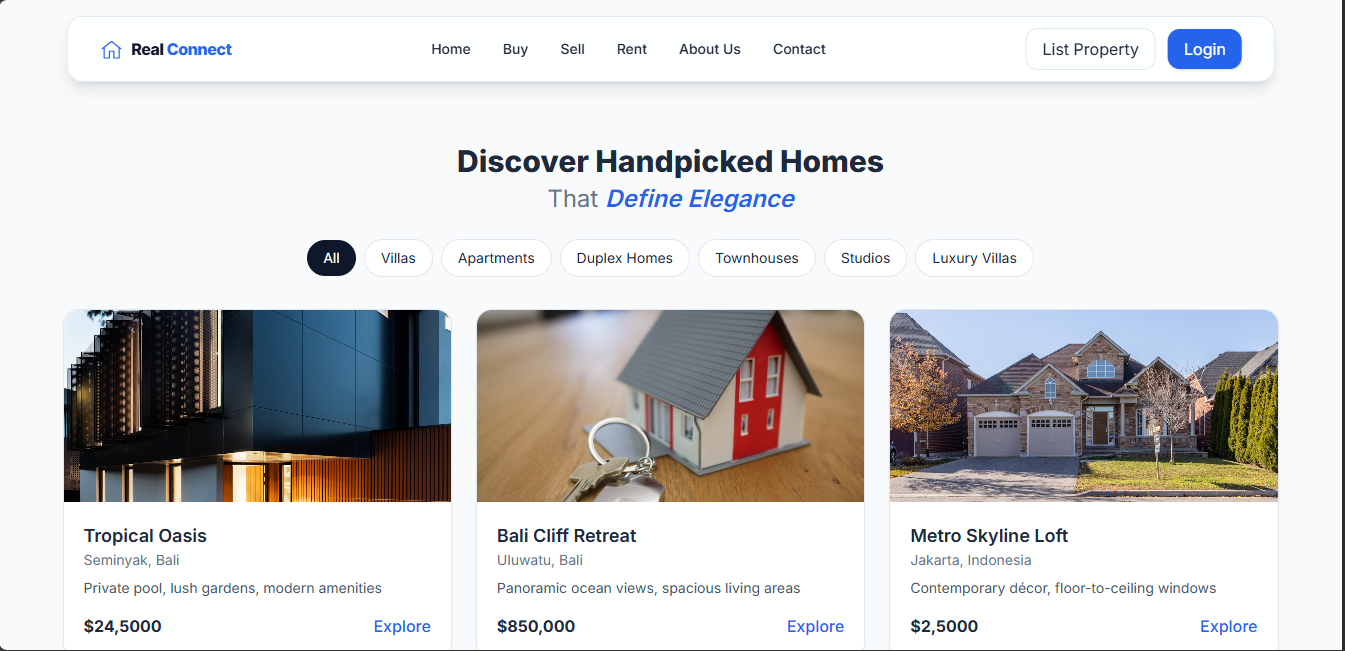 Real Connect
Home Buy Sell Rent About Us Contact
List Property Login
Discover Handpicked Homes
That Define Elegance
All Villas Apartments Duplex Homes Townhouses Studios Luxury Villas
Tropical Oasis
Seminyak, Bali
Private pool, lush gardens, modern amenities
$24,5000 Explore
Bali Cliff Retreat
Uluwatu, Bali
Panoramic ocean views, spacious living areas
$850,000 Explore
Metro Skyline Loft
Jakarta, Indonesia
Contemporary décor, floor-to-ceiling windows
$2,5000 Explore